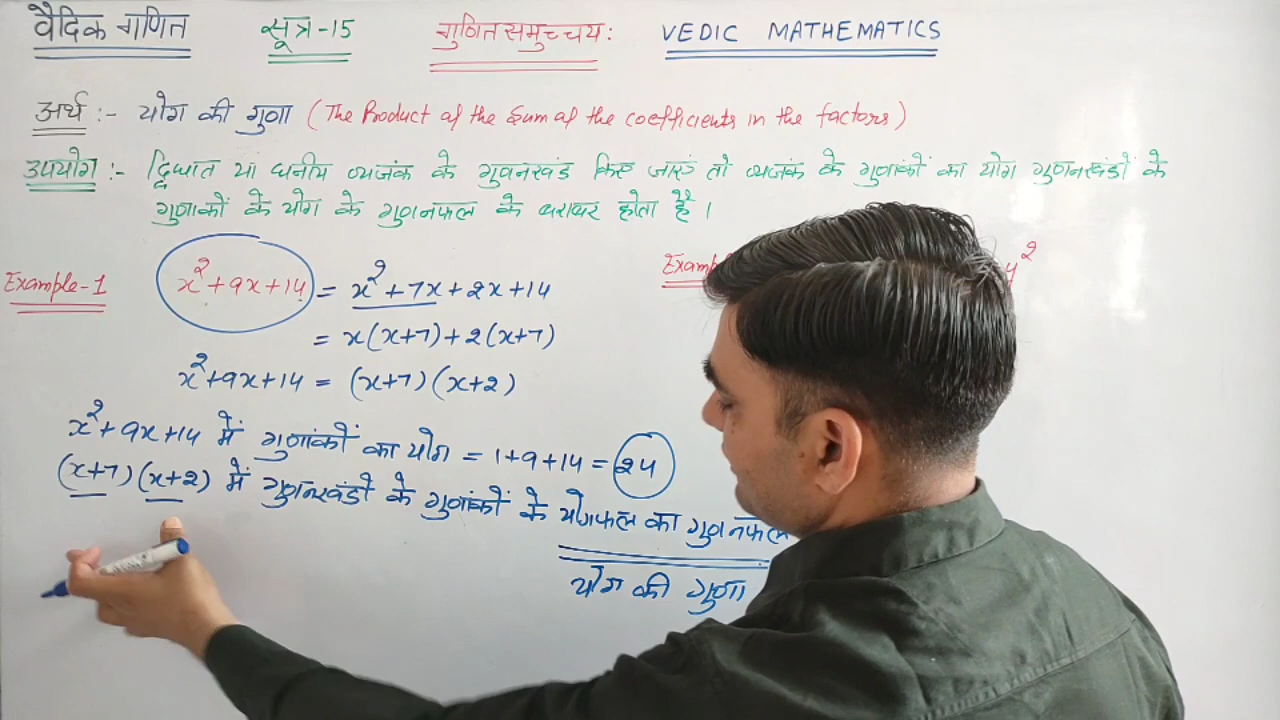 वैदिक गणित सूत्र-15 गुणितसमुच्चय: VEDIC MATHEMATICS
अर्थ :- योग की गुणा (The Product of the Sum of the coefficients in the factors)
उपयोग :- द्विघात या घनीय व्यजंक के गुणनखंड किए जाएं तो व्यजंक के गुणांकों का योग गुणनखंडों के
गुणाकों के योग के गुणनफल के बराबर होता है ।
Example-1 x²+9x+14 = x²+7x+2x+14
= x(x+7)+2(x+7)
x²+9x+14 = (x+7)(x+2)
x²+9x+14 में गुणांकों का योग = 1+9+14 = 24
(x+7)(x+2) में गुणनखंडों के गुणांकों के योगफल का गुणनफल
योग की गुणा